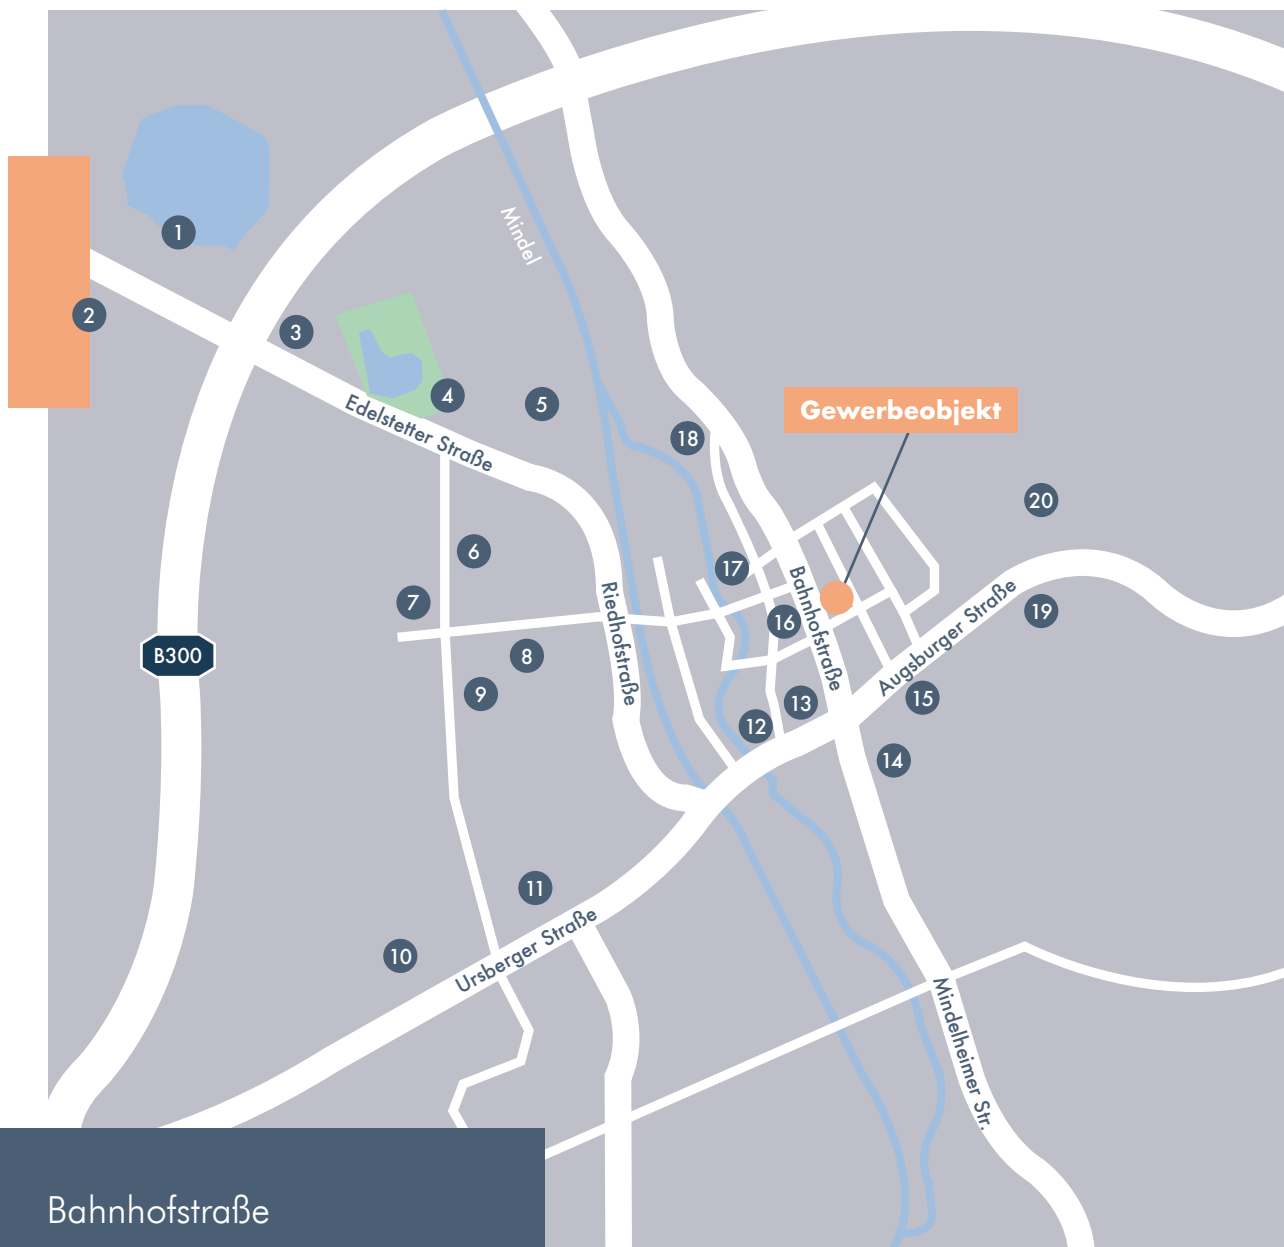 Mindel
1
2
3
Edelstetter Straße
4
5
18
Gewerbeobjekt
20
6
17
7
Riedhofstraße
Bahnhofstraße
16
Augsburger Straße
19
B300
8
9
13
15
12
14
11
10
Ursberger Straße
Mindelheimer Str.
Bahnhofstraße